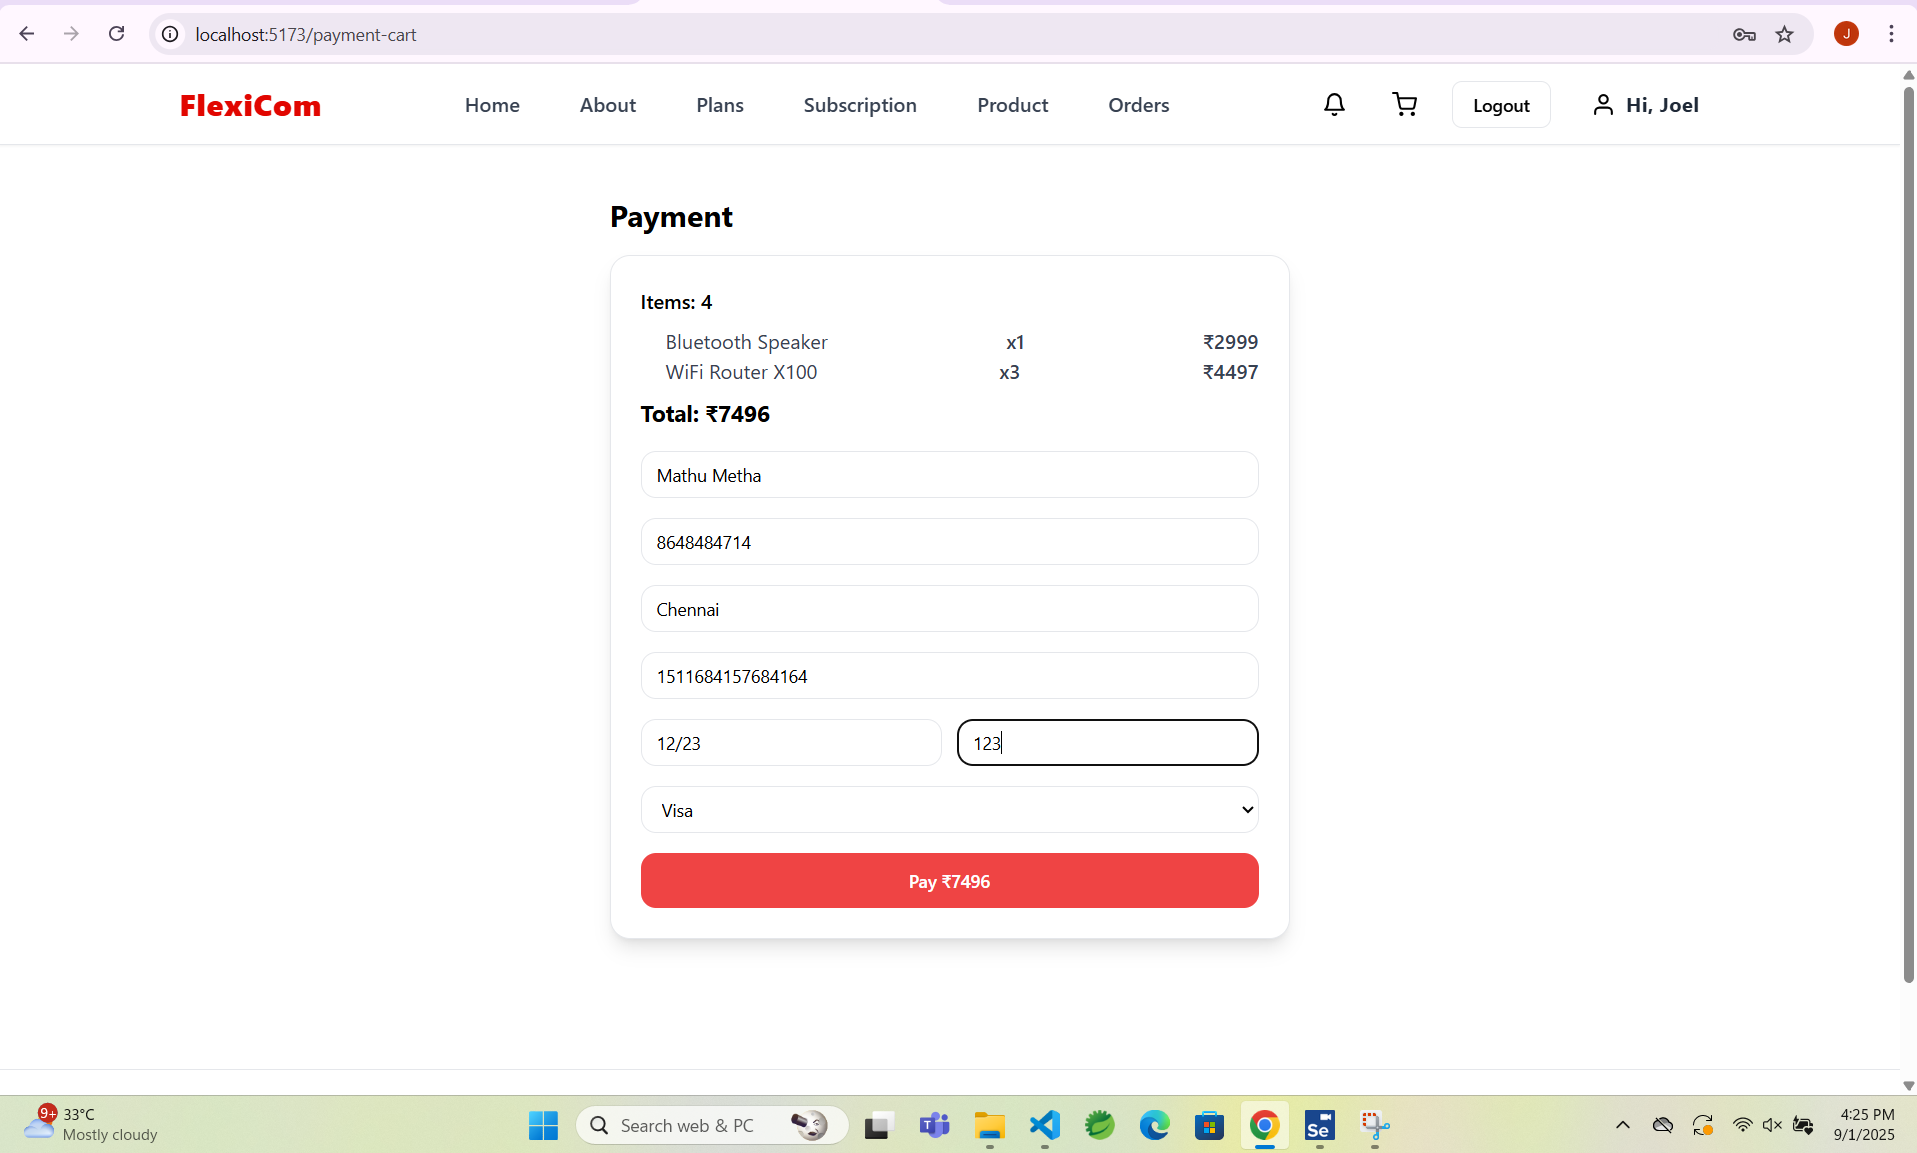 localhost:5173/payment-cart
J
FlexiCom
Home About Plans Subscription Product Orders Logout Hi, Joel
Payment
Items: 4
Bluetooth Speaker x1 ₹2999
WiFi Router X100 x3 ₹4497
Total: ₹7496
Mathu Metha
8648484714
Chennai
1511684157684164
12/23 123
Visa
Pay ₹7496
9+ 33°C
Mostly cloudy
Search web & PC
Se
4:25 PM
9/1/2025